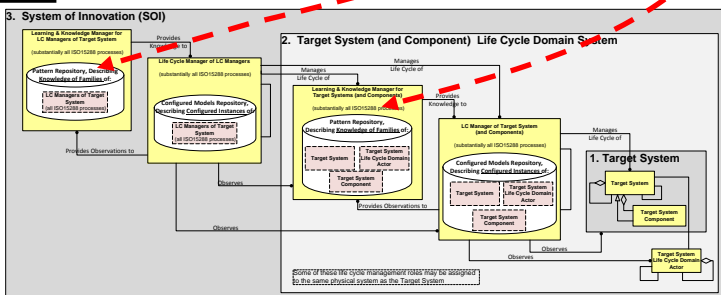 3. System of Innovation (SOI)
Learning & Knowledge Manager for
LC Managers of Target System
(substantially all ISO15288 processes)
Pattern Repository, Describing
Knowledge of Families of:
LC Managers of Target
System
(all ISO15288 processes)
Provides
Knowledge to
Provides Observations to
Life Cycle Manager of LC Managers
(substantially all ISO15288 processes)
Configured Models Repository,
Describing Configured Instances of:
LC Managers of Target
System
(all ISO15288 processes)
2. Target System (and Component) Life Cycle Domain System
Manages
Life Cycle of
Manages
Life Cycle of
Learning & Knowledge Manager for
Target Systems (and Components)
(substantially all ISO15288 processes)
Pattern Repository,
Describing Knowledge of Families of:
Target System
Target System
Life Cycle Domain
Actor
Target System
Component
Provides
Knowledge to
LC Manager of Target System
(and Components)
(substantially all ISO15288 processes)
Configured Models Repository,
Describing Configured Instances of:
Target System
Target System
Life Cycle Domain
Actor
Target System
Component
Manages
Life Cycle of
1. Target System
Target System
Target System
Component
Observes
Provides Observations to
Observes
Observes
Observes
Target System
Life Cycle Domain
Actor
Some of these life cycle management roles may be assigned
to the same physical system as the Target System